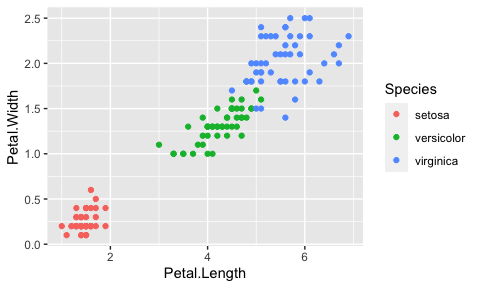 2.5
2.0
1.5
1.0
0.5
0.0
Petal.Width
2
4
6
Petal.Length
Species
setosa
versicolor
virginica